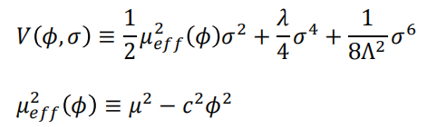 V(ϕ,σ) ≡ 1/2 μ²_eff(ϕ)σ² + λ/4 σ⁴ + 1/8Λ² σ⁶
μ²_eff(ϕ) ≡ μ² − c²ϕ²